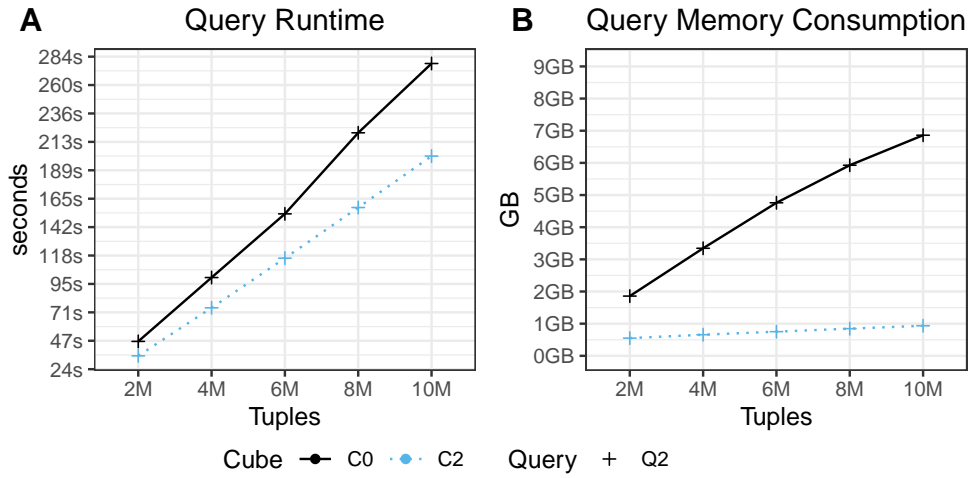 A Query Runtime
284s
260s
236s
213s
189s
165s
142s
118s
95s
71s
47s
24s
seconds
2M 4M 6M 8M 10M
Tuples
B Query Memory Consumption
9GB
8GB
7GB
6GB
5GB
4GB
3GB
2GB
1GB
0GB
GB
2M 4M 6M 8M 10M
Tuples
Cube C0 C2 Query Q2